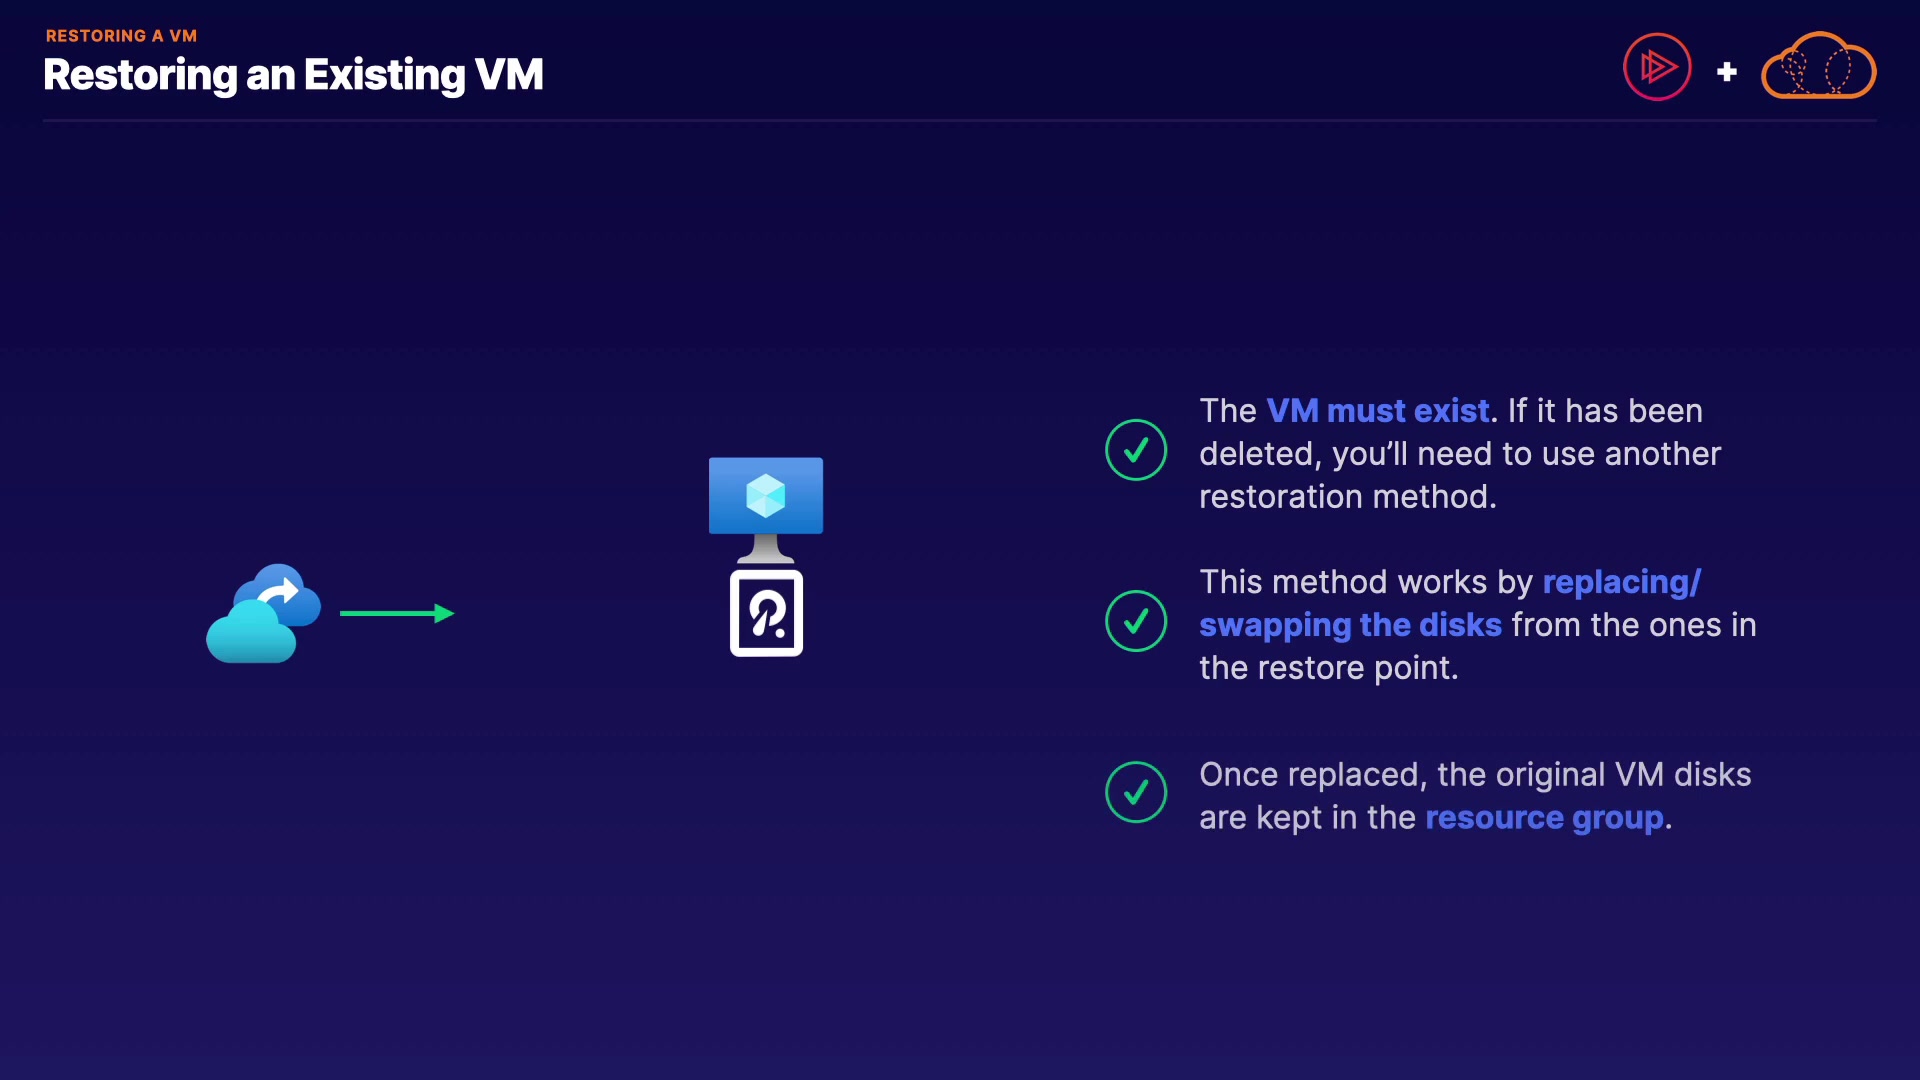 RESTORING A VM
Restoring an Existing VM
The VM must exist. If it has been
deleted, you’ll need to use another
restoration method.
This method works by replacing/
swapping the disks from the ones in
the restore point.
Once replaced, the original VM disks
are kept in the resource group.